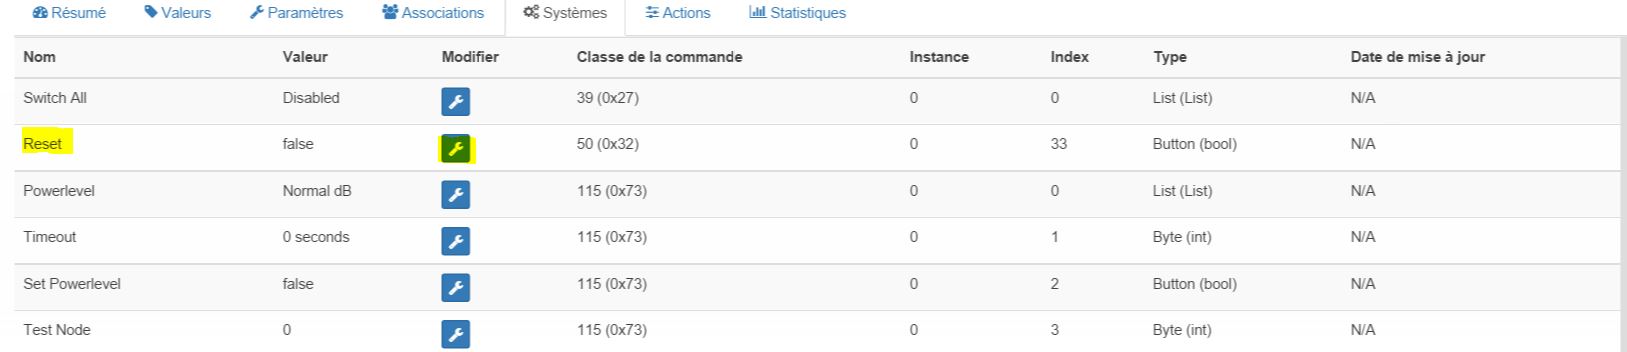 Résumé Valeurs Paramètres Associations Systèmes Actions Statistiques
Nom Valeur Modifier Classe de la commande Instance Index Type Date de mise à jour
Switch All Disabled 39 (0x27) 0 0 List (List) N/A
Reset false 50 (0x32) 0 33 Button (bool) N/A
Powerlevel Normal dB 115 (0x73) 0 0 List (List) N/A
Timeout 0 seconds 115 (0x73) 0 1 Byte (int) N/A
Set Powerlevel false 115 (0x73) 0 2 Button (bool) N/A
Test Node 0 115 (0x73) 0 3 Byte (int) N/A